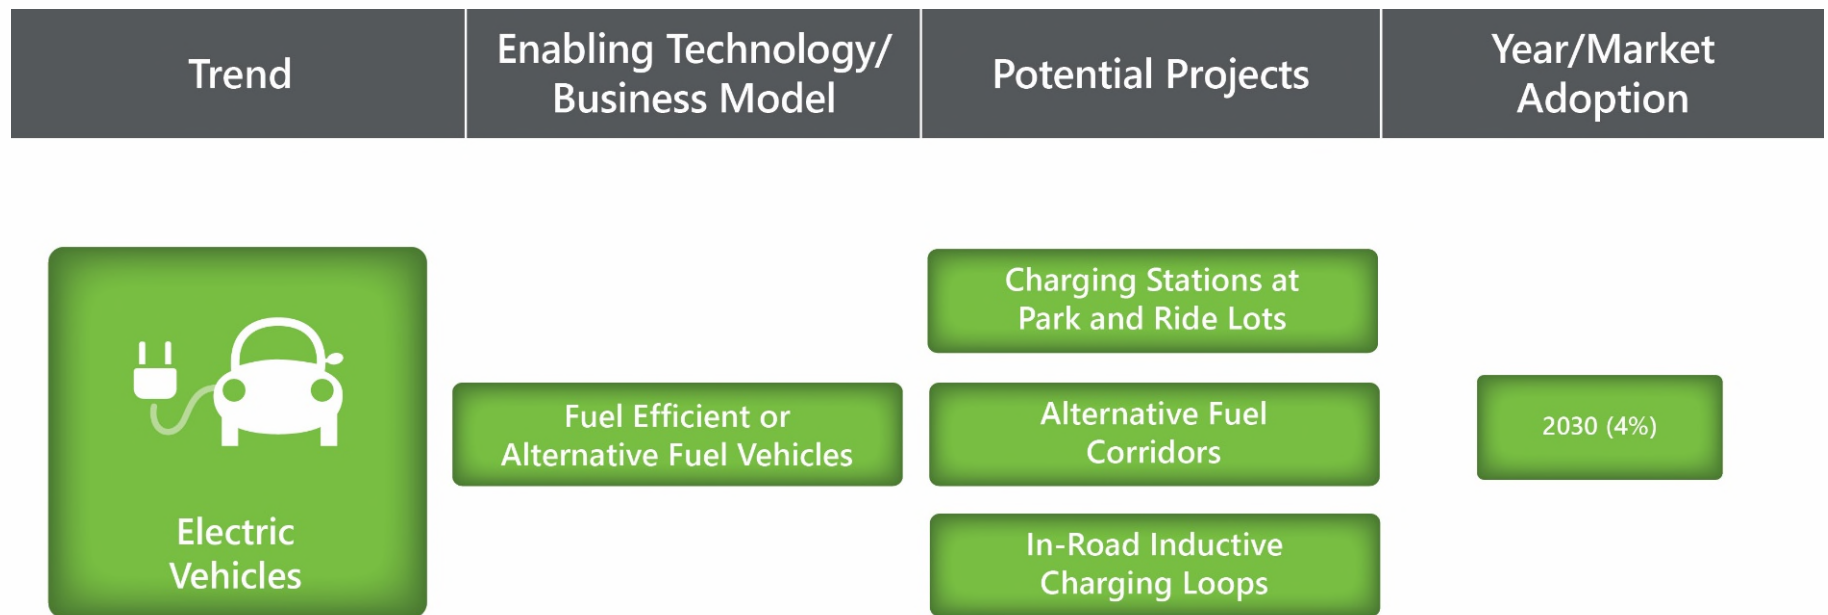 Trend
Enabling Technology/
Business Model
Potential Projects
Year/Market
Adoption
Electric
Vehicles
Fuel Efficient or
Alternative Fuel Vehicles
Charging Stations at
Park and Ride Lots
Alternative Fuel
Corridors
In-Road Inductive
Charging Loops
2030 (4%)